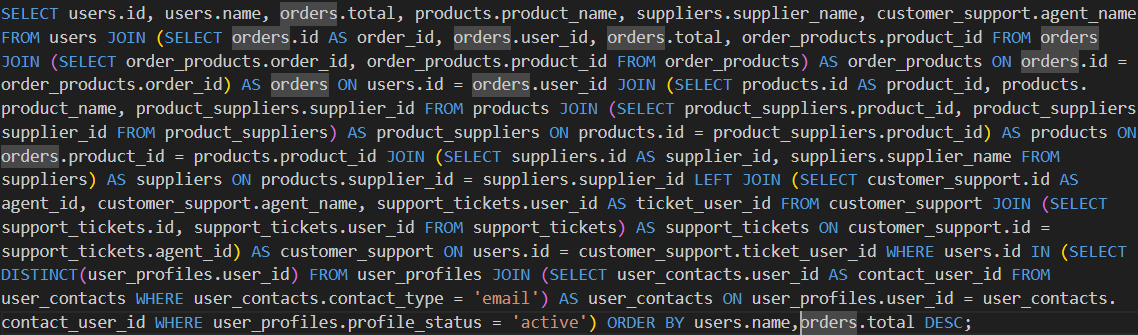 SELECT users.id, users.name, orders.total, products.product_name, suppliers.supplier_name, customer_support.agent_name
FROM users JOIN (SELECT orders.id AS order_id, orders.user_id, orders.total, order_products.product_id FROM orders
JOIN (SELECT order_products.order_id, order_products.product_id FROM order_products) AS order_products ON orders.id =
order_products.order_id) AS orders ON users.id = orders.user_id JOIN (SELECT products.id AS product_id, products.
product_name, product_suppliers.supplier_id FROM products JOIN (SELECT product_suppliers.product_id, product_suppliers
supplier_id FROM product_suppliers) AS product_suppliers ON products.id = product_suppliers.product_id) AS products ON
orders.product_id = products.product_id JOIN (SELECT suppliers.id AS supplier_id, suppliers.supplier_name FROM
suppliers) AS suppliers ON products.supplier_id = suppliers.supplier_id LEFT JOIN (SELECT customer_support.id AS
agent_id, customer_support.agent_name, support_tickets.user_id AS ticket_user_id FROM customer_support JOIN (SELECT
support_tickets.id, support_tickets.user_id FROM support_tickets) AS support_tickets ON customer_support.id =
support_tickets.agent_id) AS customer_support ON users.id = customer_support.ticket_user_id WHERE users.id IN (SELECT
DISTINCT(user_profiles.user_id) FROM user_profiles JOIN (SELECT user_contacts.user_id AS contact_user_id FROM
user_contacts WHERE user_contacts.contact_type = 'email') AS user_contacts ON user_profiles.user_id = user_contacts.
contact_user_id WHERE user_profiles.profile_status = 'active') ORDER BY users.name,orders.total DESC;